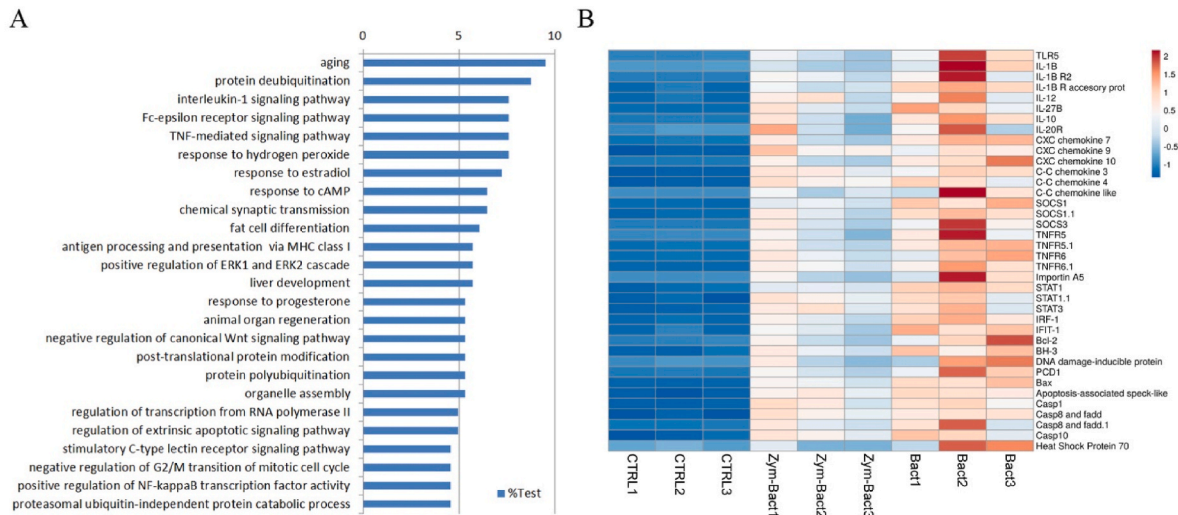 A
0 5 10
aging
protein deubiquitination
interleukin-1 signaling pathway
Fc-epsilon receptor signaling pathway
TNF-mediated signaling pathway
response to hydrogen peroxide
response to estradiol
response to cAMP
chemical synaptic transmission
fat cell differentiation
antigen processing and presentation via MHC class I
positive regulation of ERK1 and ERK2 cascade
liver development
response to progesterone
animal organ regeneration
negative regulation of canonical Wnt signaling pathway
post-translational protein modification
protein polyubiquitination
organelle assembly
regulation of transcription from RNA polymerase II
regulation of extrinsic apoptotic signaling pathway
stimulatory C-type lectin receptor signaling pathway
negative regulation of G2/M transition of mitotic cell cycle
positive regulation of NF-kappaB transcription factor activity
proteasomal ubiquitin-independent protein catabolic process
%Test
B
TLR5
IL-1B
IL-1B R2
IL-1B R accesory prot
IL-12
IL-27B
IL-10
IL-20R
CXC chemokine 7
CXC chemokine 9
CXC chemokine 10
C-C chemokine 3
C-C chemokine 4
C-C chemokine like
SOCS1
SOCS1.1
SOCS3
TNFR5
TNFR5.1
TNFR6
TNFR6.1
Importin A5
STAT1
STAT1.1
STAT3
IRF-1
IFIT-1
Bcl-2
BH-3
DNA damage-inducible protein
PCD1
Bax
Apoptosis-associated speck-like
Casp1
Casp8 and fadd
Casp8 and fadd.1
Casp10
Heat Shock Protein 70
CTRL1
CTRL2
CTRL3
Zym-Bact1
Zym-Bact2
Zym-Bact3
Bact1
Bact2
Bact3
2
1.5
1
0.5
0
-0.5
-1